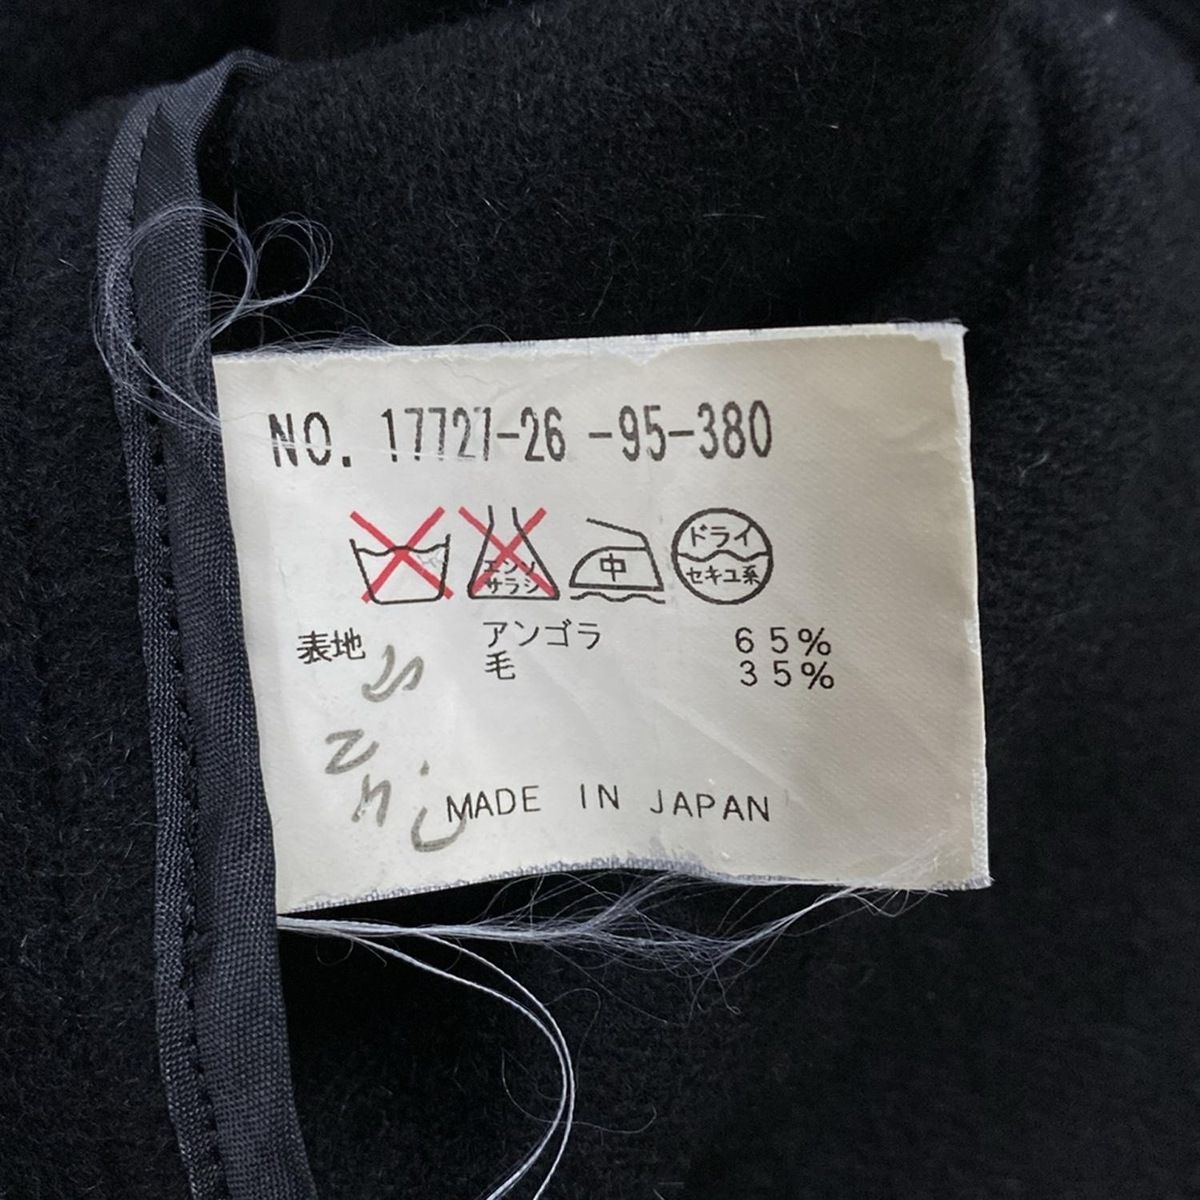 NO. 17727-26 -95-380
エンソ
サラシ
中
ドライ
セキユ系
表地 アンゴラ 65%
毛 35%
MADE IN JAPAN